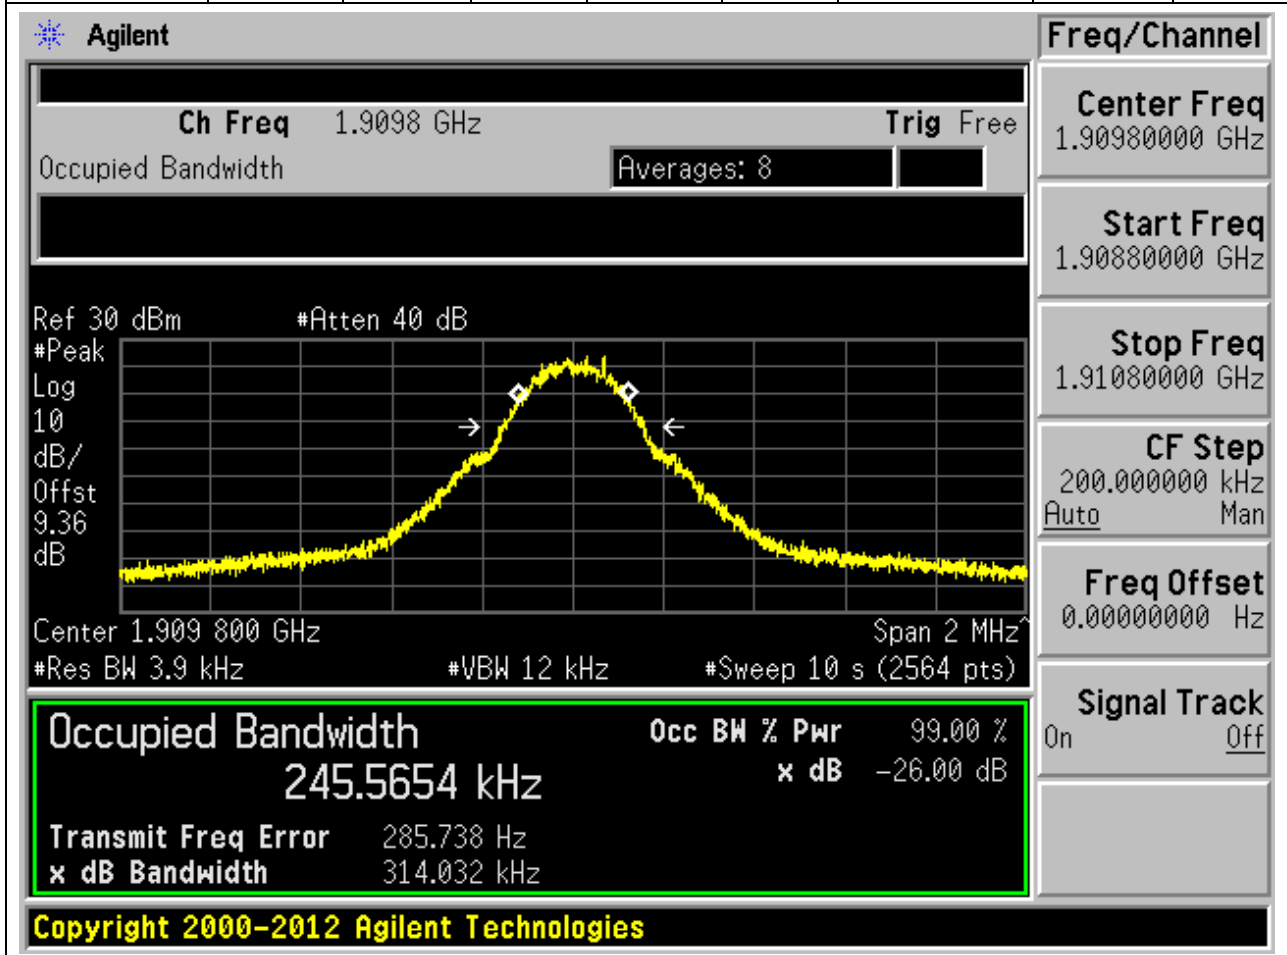 Agilent
Freq/Channel
Ch Freq 1.9098 GHz Trig Free
Occupied Bandwidth Averages: 8
Center Freq
1.90980000 GHz
Start Freq
1.90880000 GHz
Stop Freq
1.91080000 GHz
CF Step
200.000000 kHz
Auto Man
Freq Offset
0.00000000 Hz
Signal Track
On Off
Ref 30 dBm #Atten 40 dB
#Peak
Log
10
dB/
Offst
9.36
dB
Center 1.909 800 GHz Span 2 MHz^
#Res BW 3.9 kHz #VBW 12 kHz #Sweep 10 s (2564 pts)
Occupied Bandwidth
245.5654 kHz
Occ BW % Pwr 99.00 %
x dB -26.00 dB
Transmit Freq Error 285.738 Hz
x dB Bandwidth 314.032 kHz
Copyright 2000-2012 Agilent Technologies